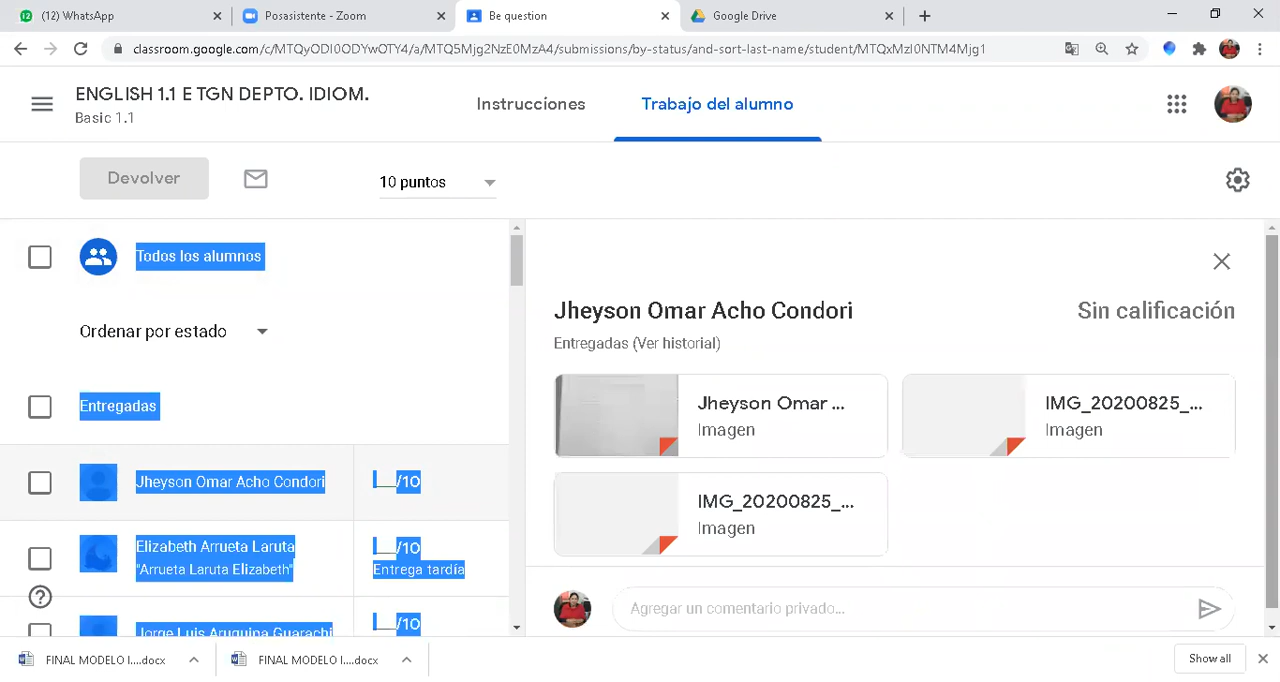 (12) WhatsApp
Posasistente - Zoom
Be question
Google Drive
classroom.google.com/c/MTQyODI0ODYwOTY4/a/MTQ5Mjg2NzE0MzA4/submissions/by-status/and-sort-last-name/student/MTQxMzI0NTM4Mjg1
ENGLISH 1.1 E TGN DEPTO. IDIOM.
Basic 1.1
Instrucciones
Trabajo del alumno
Devolver
10 puntos
Todos los alumnos
Ordenar por estado
Entregadas
Jheyson Omar Acho Condori
/10
Elizabeth Arrueta Laruta
"Arrueta Laruta Elizabeth"
/10
Entrega tardía
Jorge Luis Aruquipa Guarachi
/10
Jheyson Omar Acho Condori
Sin calificación
Entregadas (Ver historial)
Jheyson Omar ...
Imagen
IMG_20200825_...
Imagen
IMG_20200825_...
Imagen
Agregar un comentario privado...
FINAL MODELO I....docx
FINAL MODELO I....docx
Show all